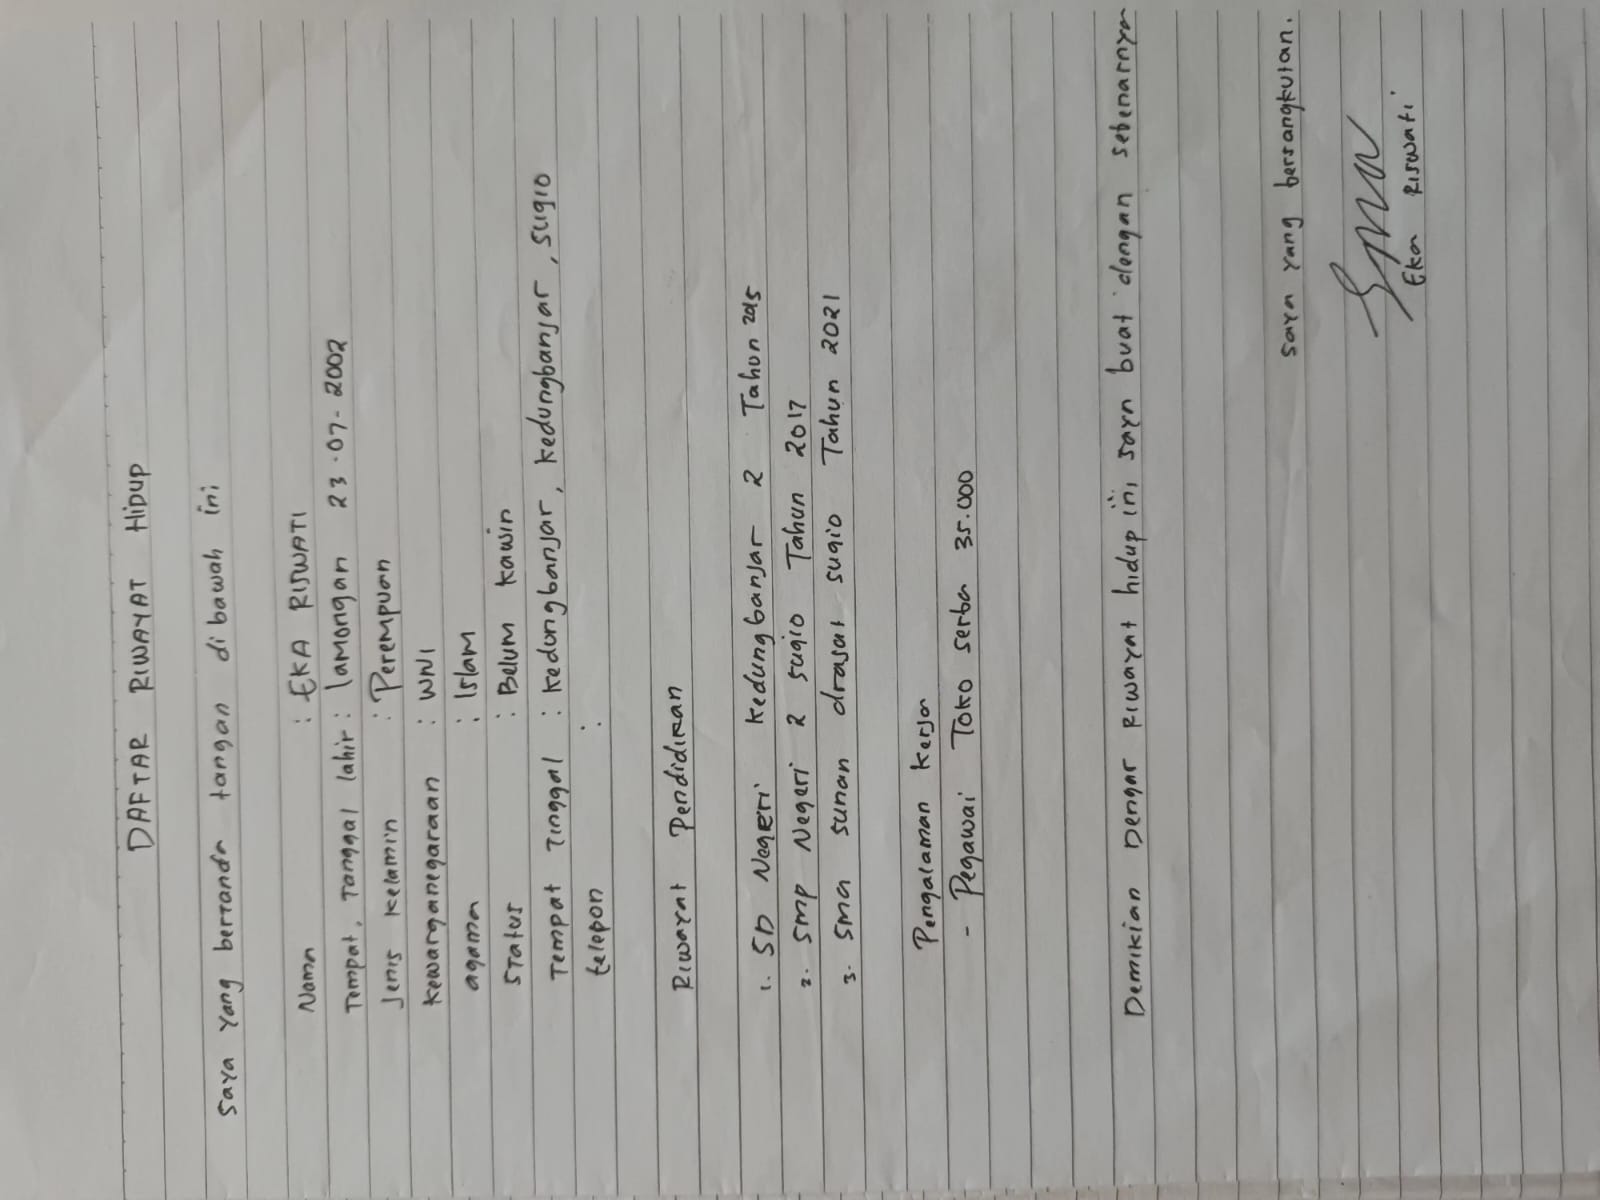 DAFTAR RIWAYAT HIDUP
Saya yang bertanda tangan dibawah ini
Nama : EKA RISWATI
Tempat, Tanggal lahir : lamongan 23-07-2002
Jenis kelamin : Perempuan
kewarganegaraan : WNI
agama : Islam
Status : Belum kawin
Tempat Tinggal : kedungbanjar, kedungbanjar, sugio
telepon :
Riwayat Pendidikan
1. SD Negeri kedungbanjar 2 Tahun 2015
2. smp Negeri 2 sugio Tahun 2017
3. sma sunan drajat sugio Tahun 2021
Pengalaman kerja
- Pegawai Toko serba 35.000
Demikian Dengar Riwayat hidup ini, saya buat dengan sebenarnya
saya yang bersangkutan.
Eka Riswati